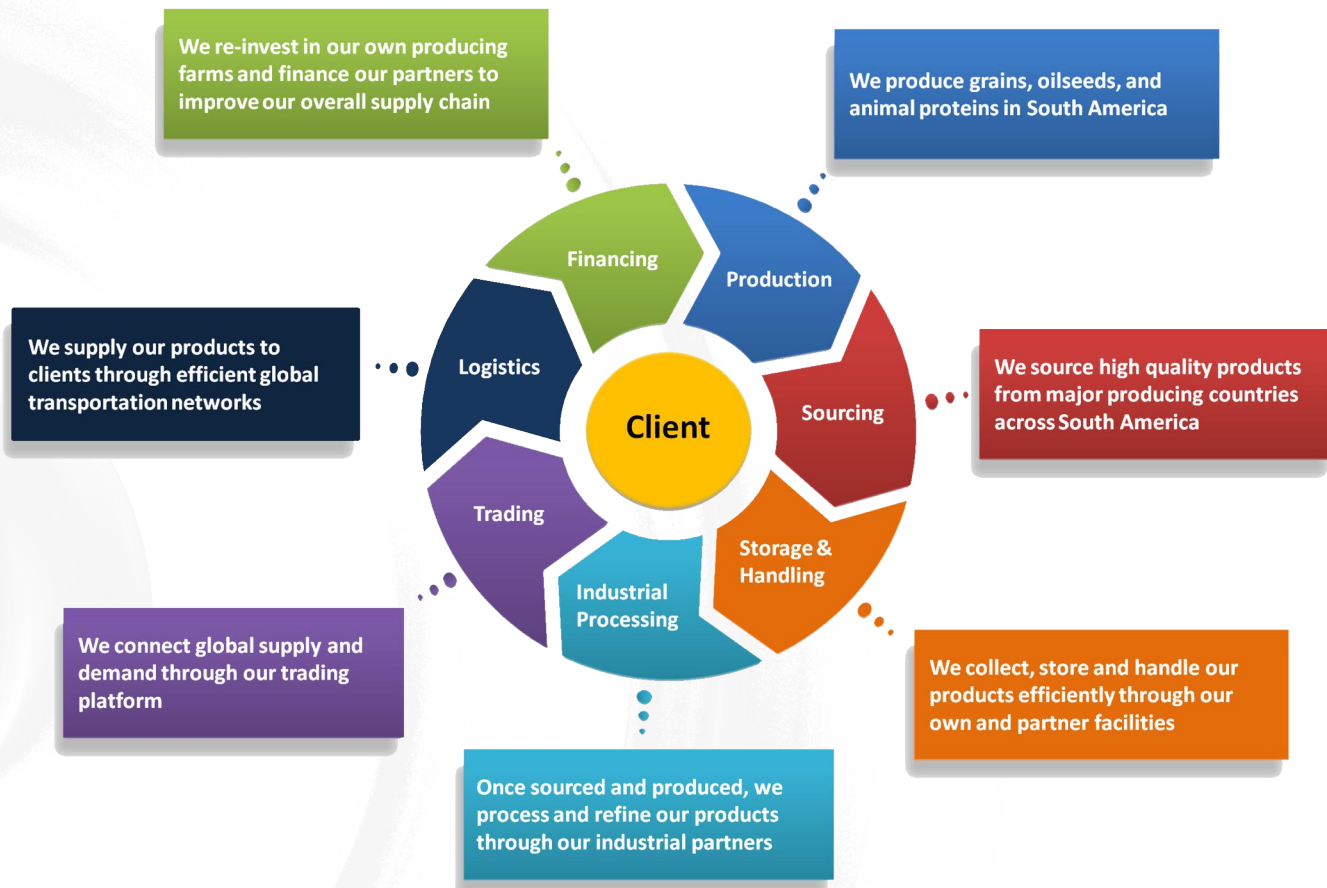 We re-invest in our own producing
farms and finance our partners to
improve our overall supply chain
We produce grains, oilseeds, and
animal proteins in South America
Financing
Production
We supply our products to
clients through efficient global
transportation networks
Logistics
Client
Sourcing
We source high quality products
from major producing countries
across South America
Trading
Storage &
Handling
Industrial
Processing
We connect global supply and
demand through our trading
platform
We collect, store and handle our
products efficiently through our
own and partner facilities
Once sourced and produced, we
process and refine our products
through our industrial partners